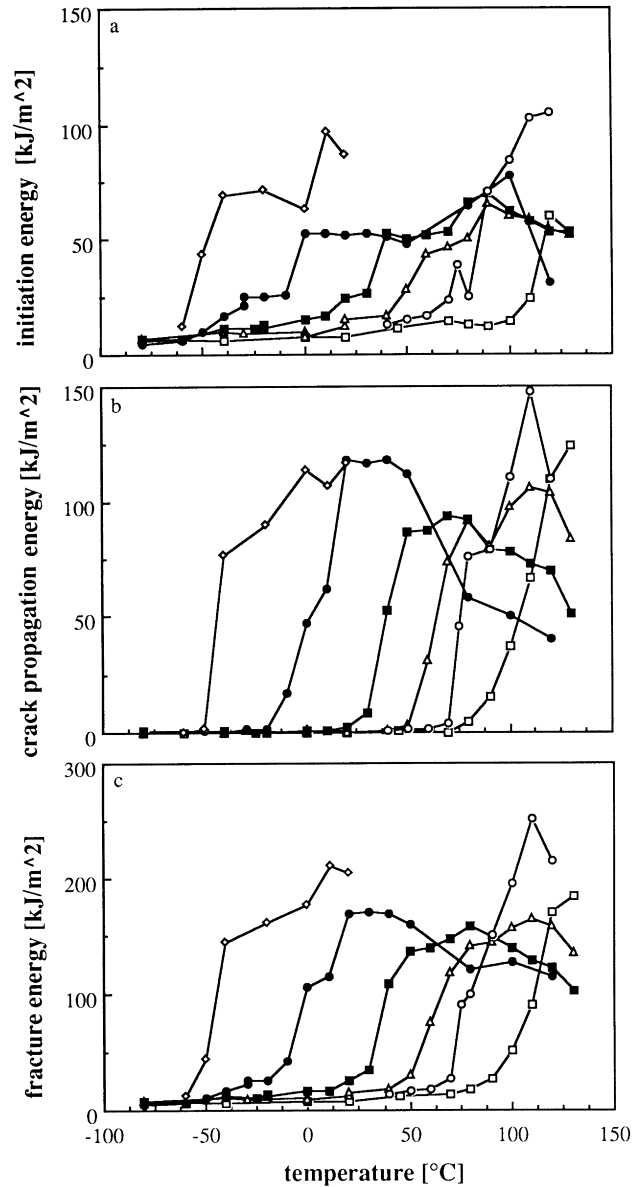 150
a
100
50
0
initiation energy [kJ/m^2]
150
b
100
50
0
crack propagation energy [kJ/m^2]
300
c
200
100
0
fracture energy [kJ/m^2]
-100 -50 0 50 100 150
temperature [°C]